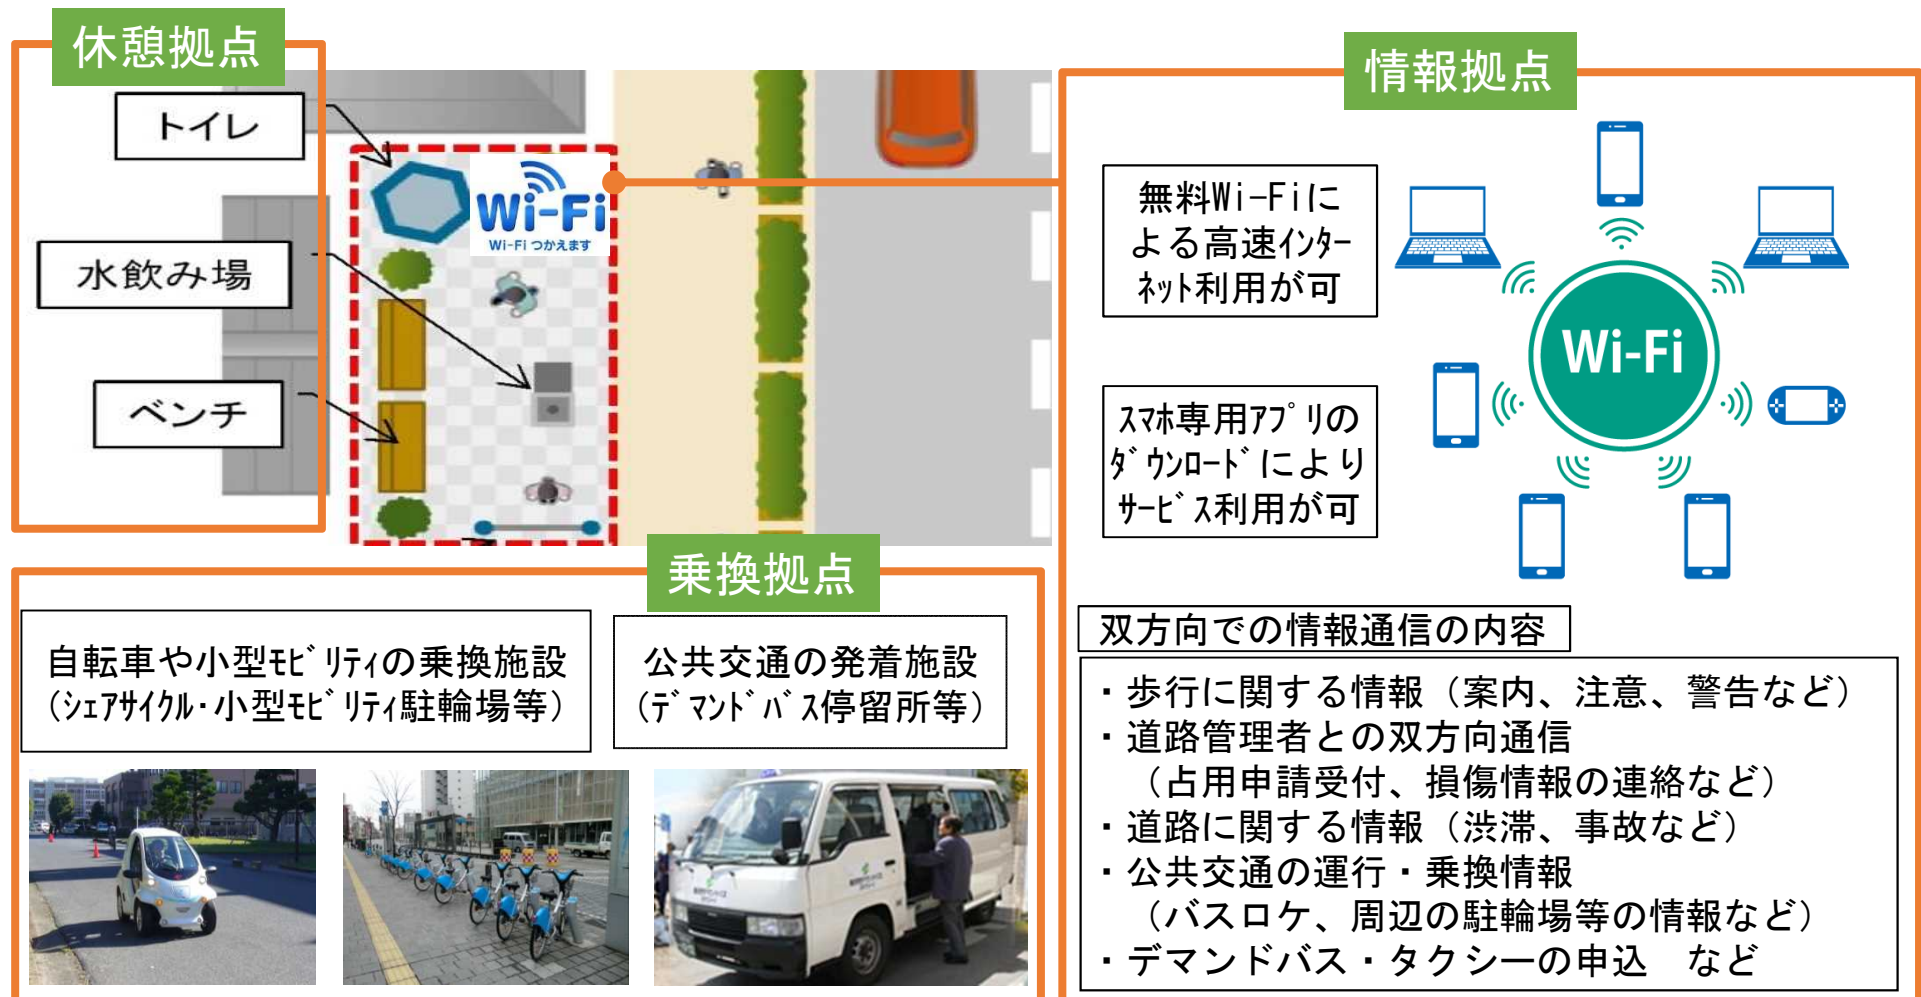 休憩拠点
トイレ
水飲み場
ベンチ
Wi-Fi
Wi-Fi つかえます
情報拠点
無料Wi-Fiに
よる高速ｲﾝﾀｰ
ﾈｯﾄ利用が可
ｽﾏﾎ専用ｱﾌﾟﾘの
ﾀﾞｳﾝﾛｰﾄﾞにより
ｻｰﾋﾞｽ利用が可
Wi-Fi
双方向での情報通信の内容
・歩行に関する情報（案内、注意、警告など）
・道路管理者との双方向通信
（占用申請受付、損傷情報の連絡など）
・道路に関する情報（渋滞、事故など）
・公共交通の運行・乗換情報
（バスロケ、周辺の駐輪場等の情報など）
・デマンドバス・タクシーの申込　など
乗換拠点
自転車や小型ﾓﾋﾞﾘﾃｨの乗換施設
（ｼｪｱｻｲｸﾙ･小型ﾓﾋﾞﾘﾃｨ駐輪場等）
公共交通の発着施設
（ﾃﾞﾏﾝﾄﾞﾊﾞｽ停留所等）